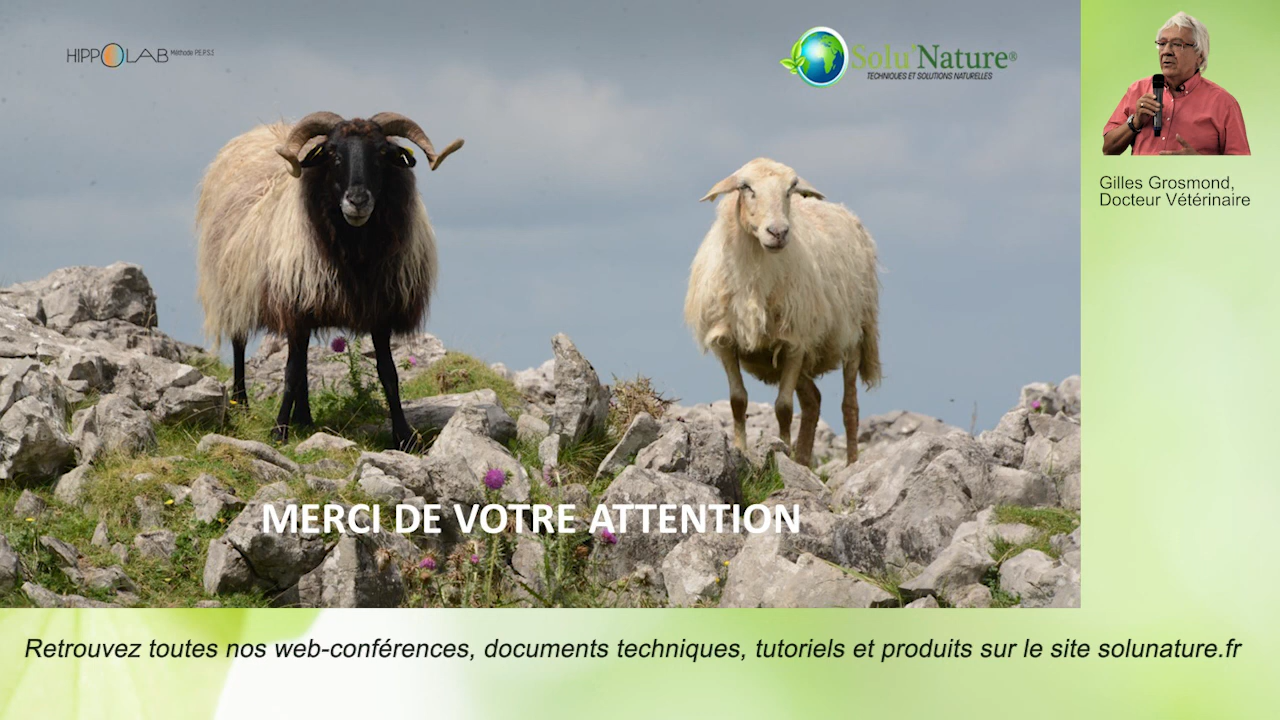 HIPPOLAB Méthode P.E.P.S.S
Solu'Nature®
TECHNIQUES ET SOLUTIONS NATURELLES
Gilles Grosmond,
Docteur Vétérinaire
MERCI DE VOTRE ATTENTION
Retrouvez toutes nos web-conférences, documents techniques, tutoriels et produits sur le site solunature.fr